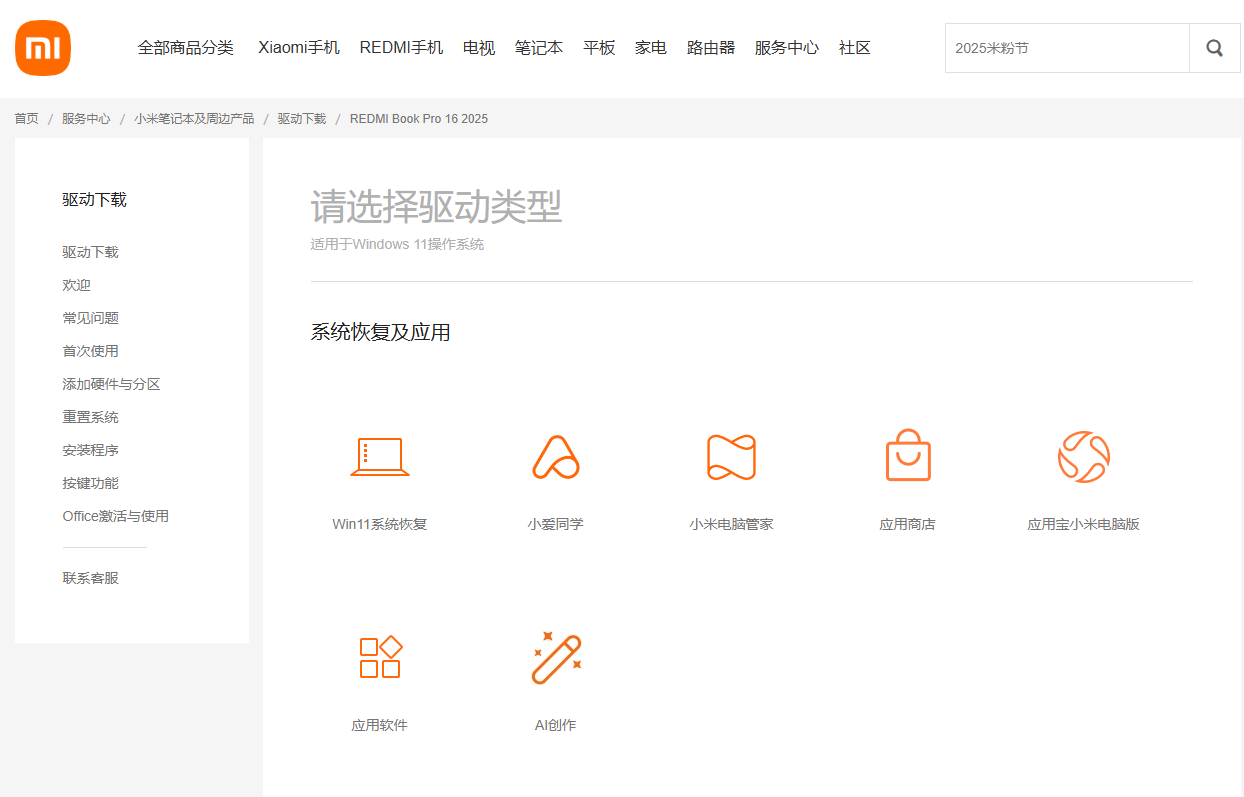 全部商品分类 Xiaomi手机 REDMI手机 电视 笔记本 平板 家电 路由器 服务中心 社区 2025米粉节
首页 / 服务中心 / 小米笔记本及周边产品 / 驱动下载 / REDMI Book Pro 16 2025
驱动下载
驱动下载
欢迎
常见问题
首次使用
添加硬件与分区
重置系统
安装程序
按键功能
Office激活与使用
联系客服
请选择驱动类型
适用于Windows 11操作系统
系统恢复及应用
Win11系统恢复 小爱同学 小米电脑管家 应用商店 应用宝小米电脑版
应用软件 AI创作